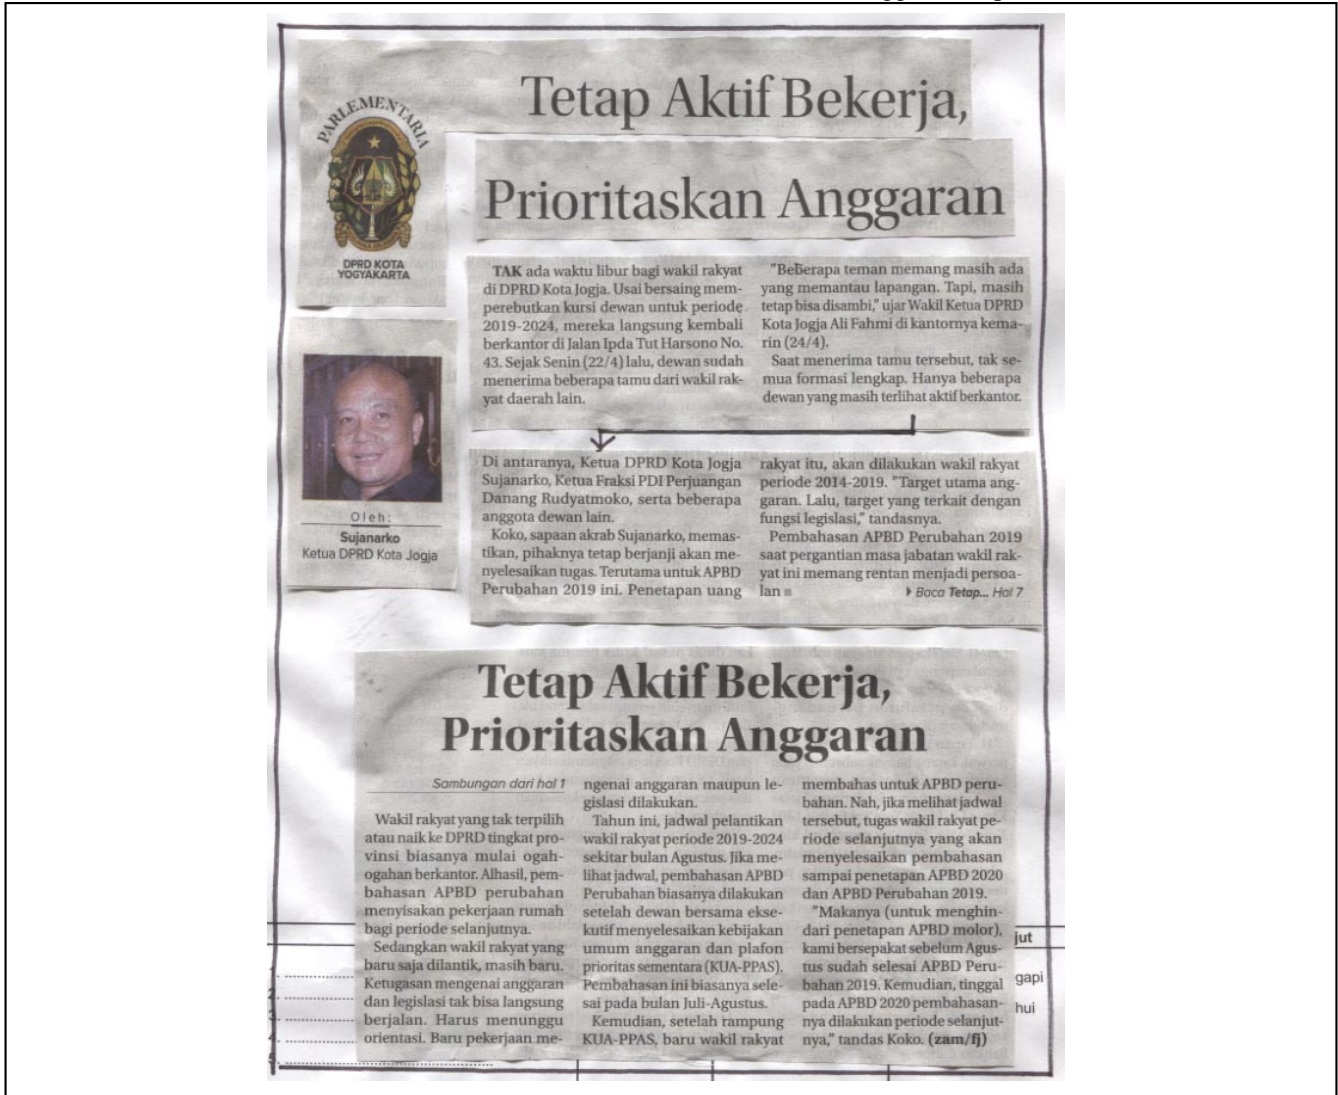 PARLEMENTARIA
DPRD KOTA
YOGYAKARTA
Tetap Aktif Bekerja,
Prioritaskan Anggaran
Oleh:
Sujanarko
Ketua DPRD Kota Jogja
TAK ada waktu libur bagi wakil rakyat
di DPRD Kota Jogja. Usai bersaing mem-
perebutkan kursi dewan untuk periode
2019-2024, mereka langsung kembali
berkantor di Jalan Ipda Tut Harsono No.
43. Sejak Senin (22/4) lalu, dewan sudah
menerima beberapa tamu dari wakil rak-
yat daerah lain.
"Beberapa teman memang masih ada
yang memantau lapangan. Tapi, masih
tetap bisa disambi," ujar Wakil Ketua DPRD
Kota Jogja Ali Fahmi di kantornya kema-
rin (24/4).
Saat menerima tamu tersebut, tak se-
mua formasi lengkap. Hanya beberapa
dewan yang masih terlihat aktif berkantor.
Di antaranya, Ketua DPRD Kota Jogja
Sujanarko, Ketua Fraksi PDI Perjuangan
Danang Rudyatmoko, serta beberapa
anggota dewan lain.
Koko, sapaan akrab Sujanarko, memas-
tikan, pihaknya tetap berjanji akan me-
nyelesaikan tugas. Terutama untuk APBD
Perubahan 2019 ini. Penetapan uang
rakyat itu, akan dilakukan wakil rakyat
periode 2014-2019. "Target utama ang-
garan. Lalu, target yang terkait dengan
fungsi legislasi," tandasnya.
Pembahasan APBD Perubahan 2019
saat pergantian masa jabatan wakil rak-
yat ini memang rentan menjadi persoa-
lan
Baca Tetap... Hal 7
Tetap Aktif Bekerja,
Prioritaskan Anggaran
Sambungan dari hal 1
Wakil rakyat yang tak terpilih
atau naik ke DPRD tingkat pro-
vinsi biasanya mulai ogah-
ogahan berkantor. Alhasil, pem-
bahasan APBD perubahan
menyisakan pekerjaan rumah
bagi periode selanjutnya.
Sedangkan wakil rakyat yang
baru saja dilantik, masih baru.
Ketugasan mengenai anggaran
dan legislasi tak bisa langsung
berjalan. Harus menunggu
orientasi. Baru pekerjaan me-
ngenai anggaran maupun le-
gislasi dilakukan.
Tahun ini, jadwal pelantikan
wakil rakyat periode 2019-2024
sekitar bulan Agustus. Jika me-
lihat jadwal, pembahasan APBD
Perubahan biasanya dilakukan
setelah dewan bersama ekse-
kutif menyelesaikan kebijakan
umum anggaran dan plafon
prioritas sementara (KUA-PPAS).
Pembahasan ini biasanya sele-
sai pada bulan Juli-Agustus.
Kemudian, setelah rampung
KUA-PPAS, baru wakil rakyat
membahas untuk APBD peru-
bahan. Nah, jika melihat jadwal
tersebut, tugas wakil rakyat pe-
riode selanjutnya yang akan
menyelesaikan pembahasan
sampai penetapan APBD 2020
dan APBD Perubahan 2019.
"Makanya (untuk menghin-
dari penetapan APBD molor),
kami bersepakat sebelum Agus-
tus sudah selesai APBD Peru-
bahan 2019. Kemudian, tinggal
pada APBD 2020 pembahasan-
nya dilakukan periode selanjut-
nya," tandas Koko. (zam/fj)
jut
gapi
hui